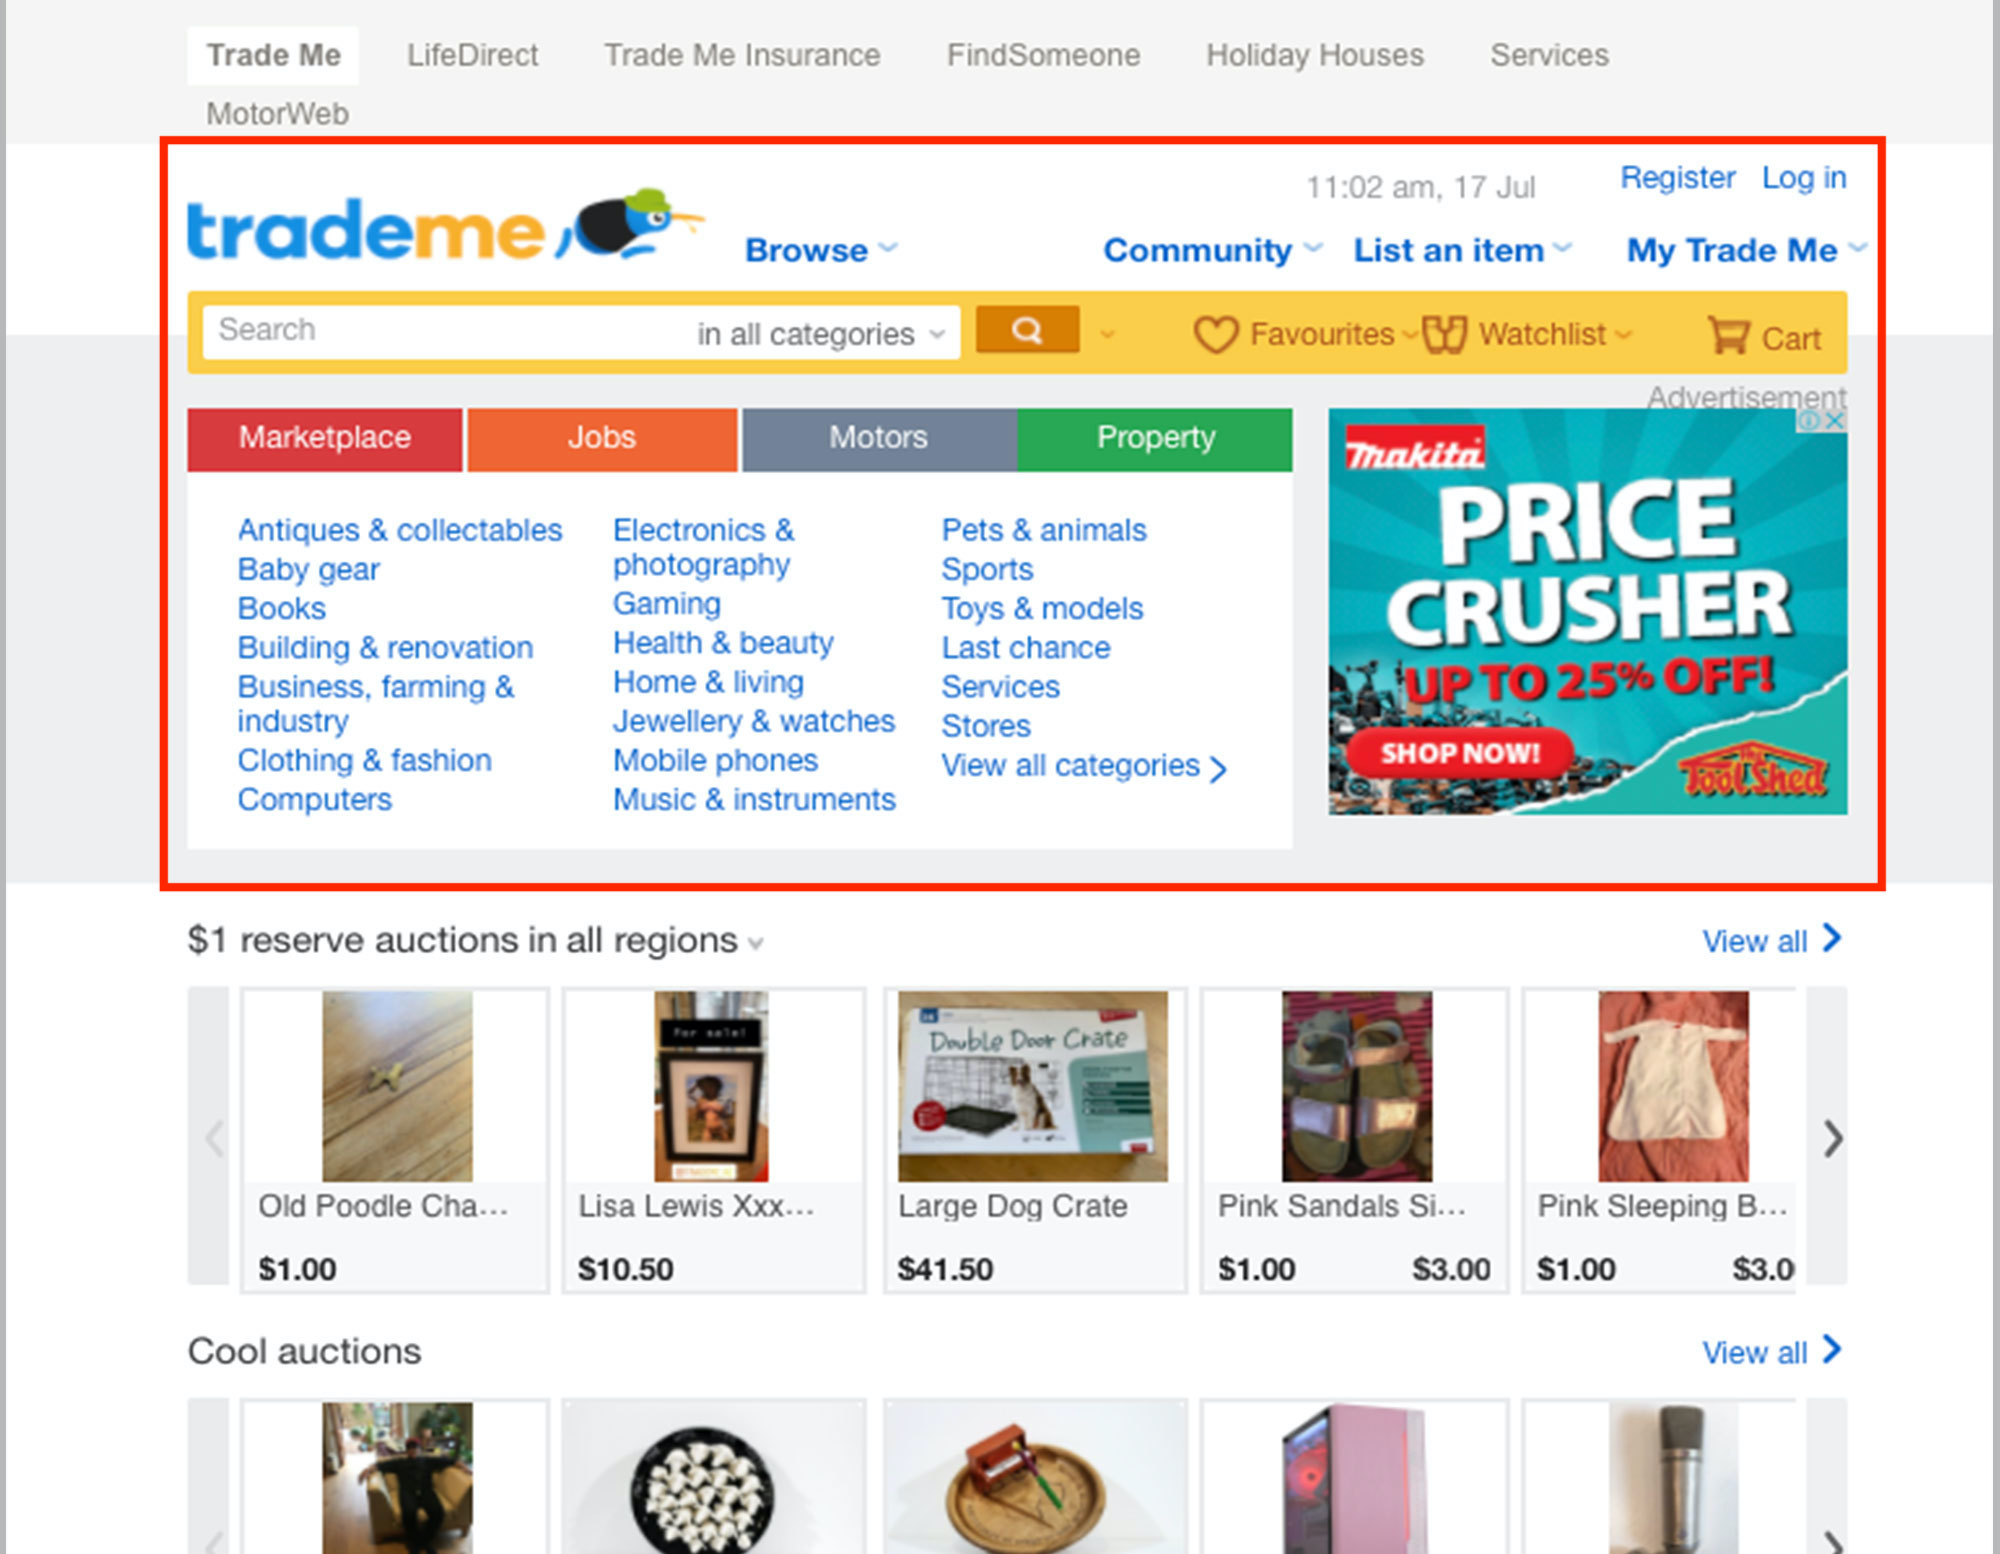 Trade Me LifeDirect Trade Me Insurance FindSomeone Holiday Houses Services
MotorWeb
11:02 am, 17 Jul Register Log in
trademe Browse Community List an item My Trade Me
Search in all categories Favourites Watchlist Cart
Advertisement
Marketplace Jobs Motors Property
Antiques & collectables
Baby gear
Books
Building & renovation
Business, farming &
industry
Clothing & fashion
Computers
Electronics &
photography
Gaming
Health & beauty
Home & living
Jewellery & watches
Mobile phones
Music & instruments
Pets & animals
Sports
Toys & models
Last chance
Services
Stores
View all categories
makita
PRICE
CRUSHER
UP TO 25% OFF!
SHOP NOW!
The
Tool Shed
$1 reserve auctions in all regions View all
For sale!
Double Door Crate
Old Poodle Cha... Lisa Lewis Xxx... Large Dog Crate Pink Sandals Si... Pink Sleeping B...
$1.00 $10.50 $41.50 $1.00 $3.00 $1.00 $3.0
Cool auctions View all